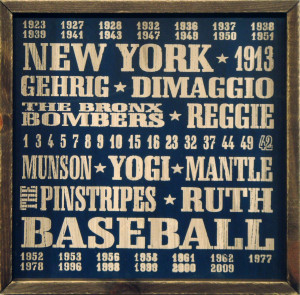 1923 1927 1928 1932 1936 1937 1938
1939 1941 1943 1947 1949 1950 1951
NEW YORK ★ 1913
GEHRIG ★ DIMAGGIO
THE BRONX
BOMBERS ★ REGGIE
1 3 4 5 7 8 9 10 15 16 23 32 37 44 49 42
MUNSON ★ YOGI ★ MANTLE
THE PINSTRIPES ★ RUTH
BASEBALL
1952 1953 1956 1958 1961 1962 1977
1978 1996 1998 1999 2000 2009